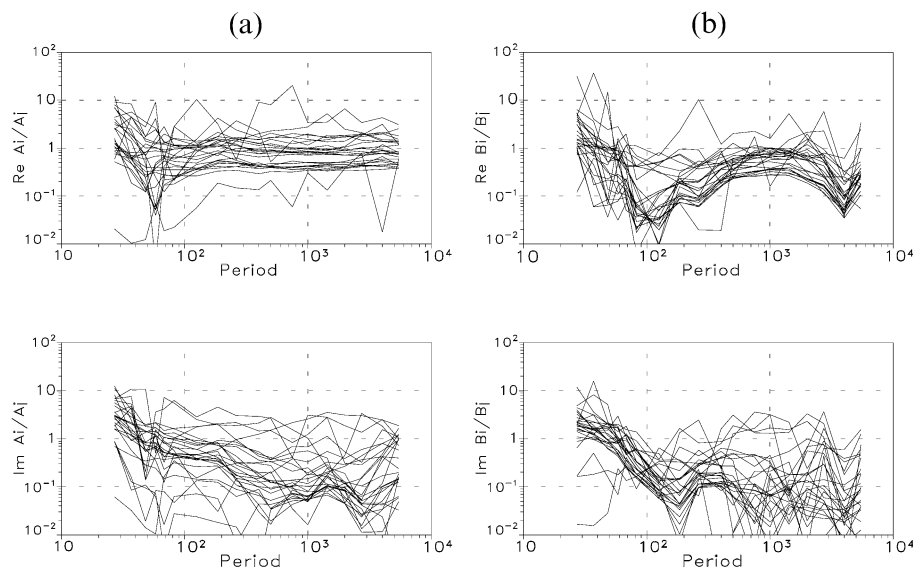 (a) (b)
10² 10²
10 10
Re Ai/Aj Re Bi/Bj
1 1
10⁻¹ 10⁻¹
10⁻² 10⁻²
10 10² 10³ 10⁴ 10 10² 10³ 10⁴
Period Period
10² 10²
10 10
Im Ai/Aj Im Bi/Bj
1 1
10⁻¹ 10⁻¹
10⁻² 10⁻²
10 10² 10³ 10⁴ 10 10² 10³ 10⁴
Period Period